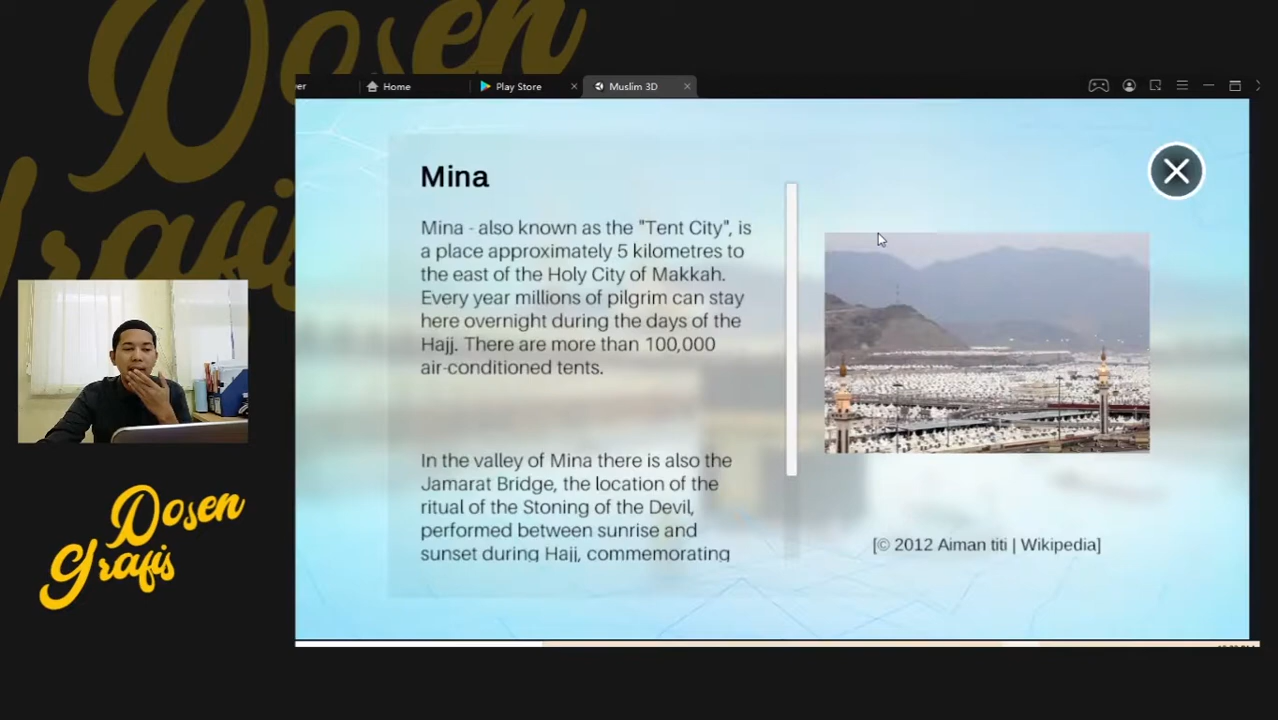 Dosen
Grafis
Home
Play Store
Muslim 3D
Mina
Mina - also known as the "Tent City", is
a place approximately 5 kilometres to
the east of the Holy City of Makkah.
Every year millions of pilgrim can stay
here overnight during the days of the
Hajj. There are more than 100,000
air-conditioned tents.
In the valley of Mina there is also the
Jamarat Bridge, the location of the
ritual of the Stoning of the Devil,
performed between sunrise and
sunset during Hajj, commemorating
[© 2012 Aiman titi | Wikipedia]
Dosen
Grafis